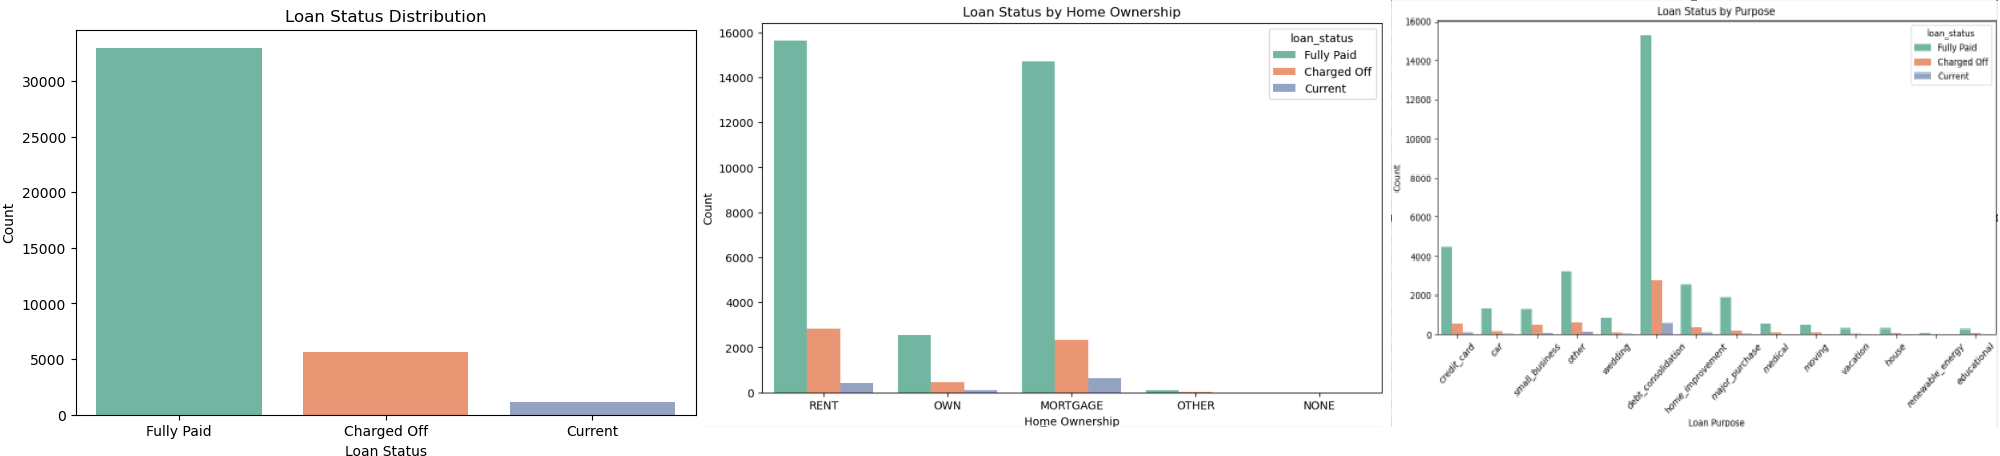 Loan Status Distribution
Count
30000
25000
20000
15000
10000
5000
0
Fully Paid
Charged Off
Current
Loan Status
Loan Status by Home Ownership
loan_status
Fully Paid
Charged Off
Current
Count
16000
14000
12000
10000
8000
6000
4000
2000
0
RENT
OWN
MORTGAGE
OTHER
NONE
Home Ownership
Loan Status by Purpose
loan_status
Fully Paid
Charged Off
Current
Count
16000
14000
12000
10000
8000
6000
4000
2000
0
credit_card
car
small_business
other
wedding
debt_consolidation
home_improvement
major_purchase
medical
moving
vacation
house
renewable_energy
educational
Loan Purpose